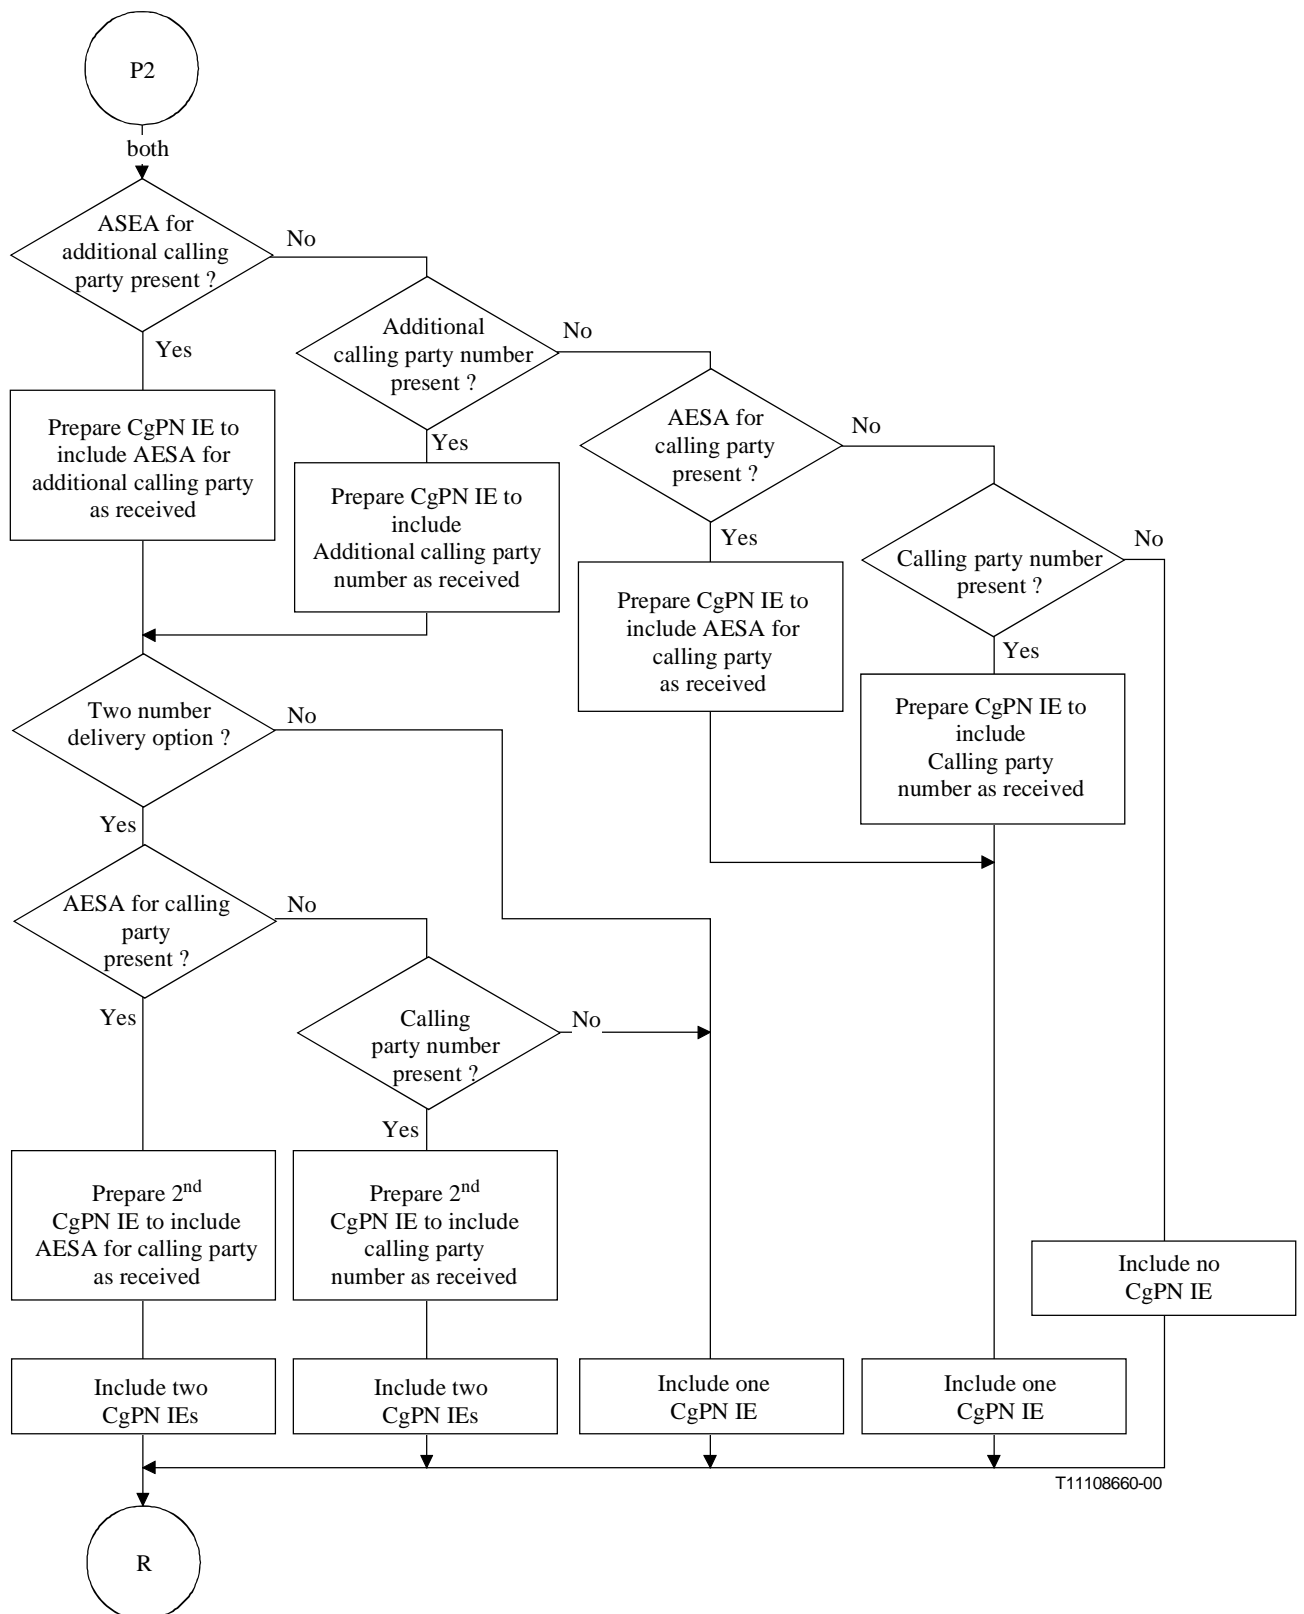 P2
both
ASEA for
additional calling
party present ?
No
Yes
Additional
calling party number
present ?
No
Yes
AESA for
calling party
present ?
No
Yes
Calling party number
present ?
No
Yes
Prepare CgPN IE to
include AESA for
additional calling party
as received
Prepare CgPN IE to
include
Additional calling party
number as received
Prepare CgPN IE to
include AESA for
calling party
as received
Prepare CgPN IE to
include
Calling party
number as received
Two number
delivery option ?
No
Yes
AESA for calling
party
present ?
No
Yes
Calling
party number
present ?
No
Yes
Prepare 2nd
CgPN IE to include
AESA for calling party
as received
Prepare 2nd
CgPN IE to include
calling party
number as received
Include no
CgPN IE
Include two
CgPN IEs
Include two
CgPN IEs
Include one
CgPN IE
Include one
CgPN IE
T11108660-00
R